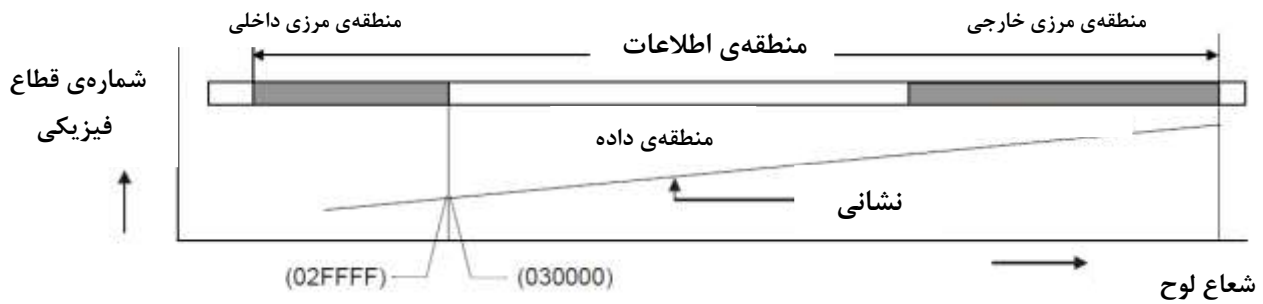 منطقه‌ی مرزی خارجی
منطقه‌ی مرزی داخلی
منطقه‌ی اطلاعات
شماره‌ی قطاع
فیزیکی
منطقه‌ی داده
نشانی
(02FFFF)
(030000)
شعاع لوح